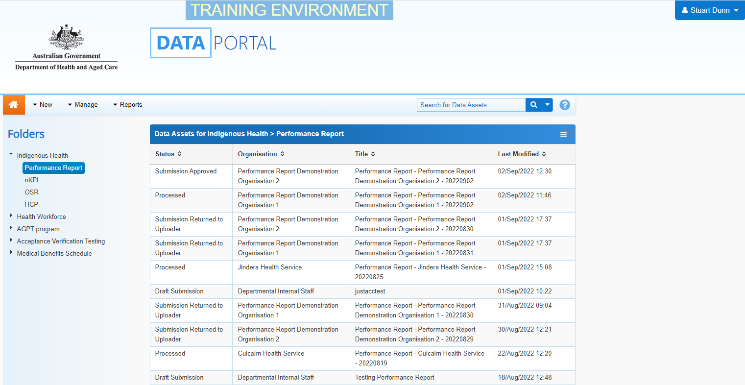 TRAINING ENVIRONMENT
Stuart Dunn
Australian Government
Department of Health and Aged Care
DATA PORTAL
New Manage Reports
Search for Data Assets
?
Folders
Indigenous Health
Performance Report
nKPI
OSR
HCP
Health Workforce
AGPT program
Acceptance Verification Testing
Medical Benefits Schedule
Data Assets for Indigenous Health > Performance Report
Status Organisation Title Last Modified
Submission Approved Performance Report Demonstration Performance Report - Performance Report 02/Sep/2022 12:30
Organisation 2 Demonstration Organisation 2 - 20220902
Processed Performance Report Demonstration Performance Report - Performance Report 02/Sep/2022 11:46
Organisation 1 Demonstration Organisation 1 - 20220902
Submission Returned to Performance Report Demonstration Performance Report - Performance Report 01/Sep/2022 17:37
Uploader Organisation 2 Demonstration Organisation 2 - 20220830
Submission Returned to Performance Report Demonstration Performance Report - Performance Report 01/Sep/2022 17:37
Uploader Organisation 1 Demonstration Organisation 1 - 20220831
Processed Jindera Health Service Performance Report - Jindera Health Service - 01/Sep/2022 15:08
20220825
Draft Submission Departmental Internal Staff justacctest 01/Sep/2022 10:22
Submission Returned to Performance Report Demonstration Performance Report - Performance Report 31/Aug/2022 09:04
Uploader Organisation 1 Demonstration Organisation 1 - 20220830
Submission Returned to Performance Report Demonstration Performance Report - Performance Report 30/Aug/2022 12:21
Uploader Organisation 2 Demonstration Organisation 2 - 20220829
Processed Culcairn Health Service Performance Report - Culcairn Health Service 22/Aug/2022 12:20
- 20220819
Draft Submission Departmental Internal Staff Testing Performance Report 18/Aug/2022 12:48